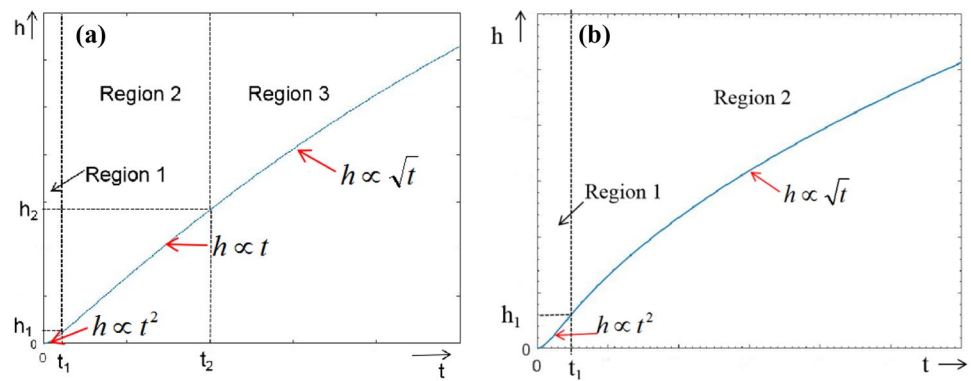 h
(a)
Region 2
Region 3
Region 1
h ∝ √t
h₂
h ∝ t
h₁
h ∝ t²
0
t₁
t₂
t
h
(b)
Region 2
Region 1
h ∝ √t
h₁
h ∝ t²
0
0
t₁
t